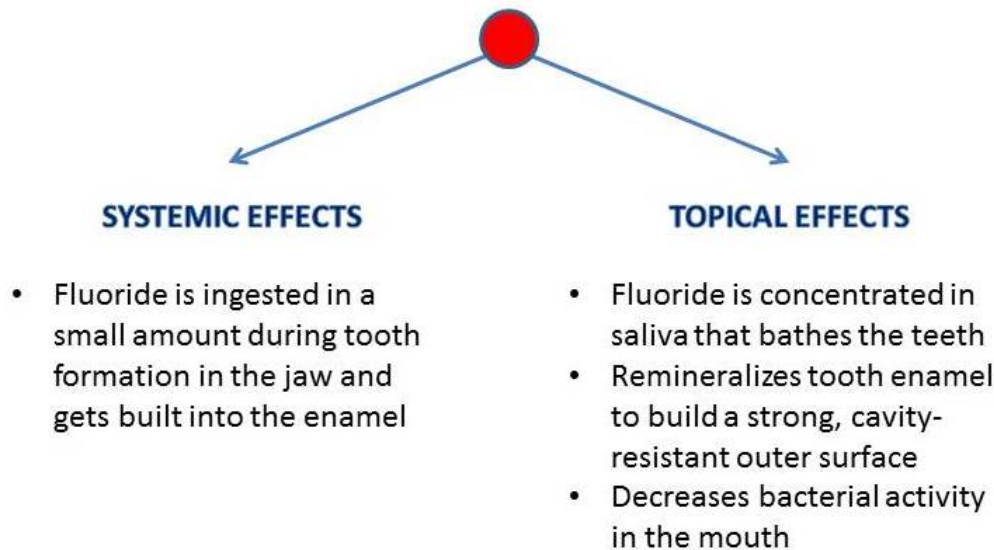 SYSTEMIC EFFECTS
• Fluoride is ingested in a
small amount during tooth
formation in the jaw and
gets built into the enamel
TOPICAL EFFECTS
• Fluoride is concentrated in
saliva that bathes the teeth
• Remineralizes tooth enamel
to build a strong, cavity-
resistant outer surface
• Decreases bacterial activity
in the mouth